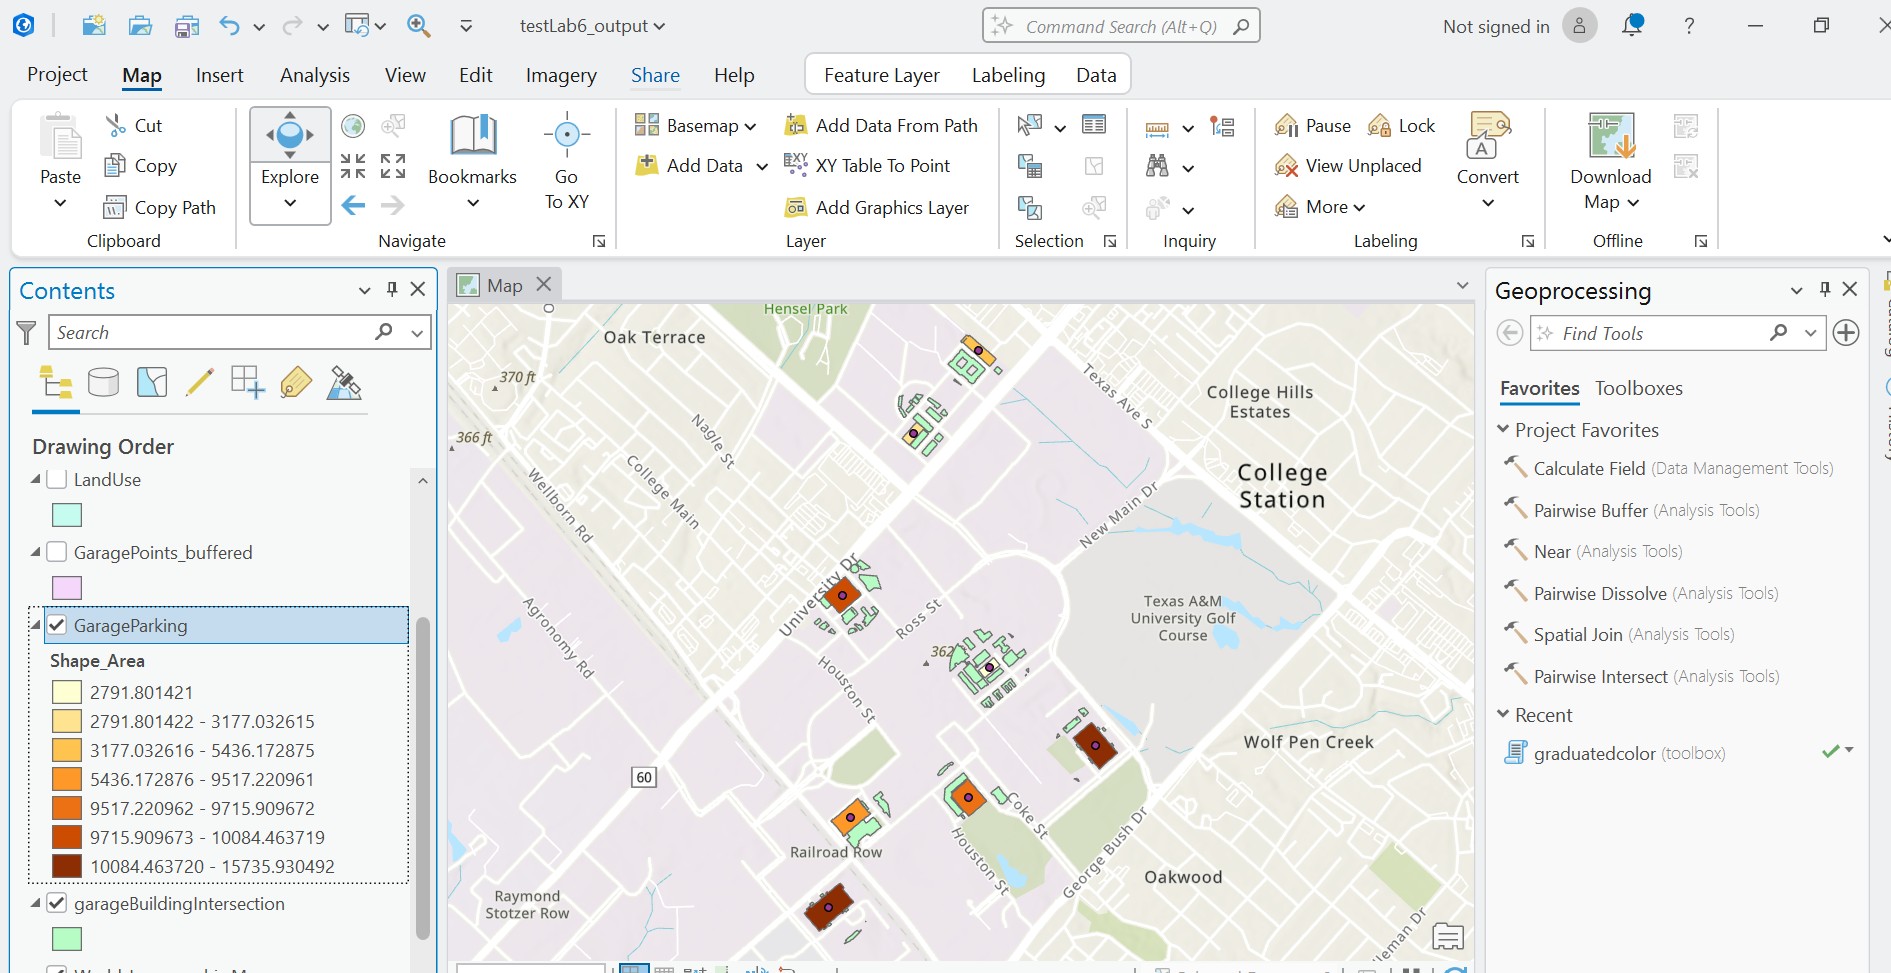 testLab6_output
Command Search (Alt+Q)
Not signed in
Project Map Insert Analysis View Edit Imagery Share Help
Feature Layer Labeling Data
Paste
Cut
Copy
Copy Path
Clipboard
Explore
Bookmarks
Go
To XY
Navigate
Basemap
Add Data
Add Data From Path
XY Table To Point
Add Graphics Layer
Layer
Selection
Inquiry
Pause
Lock
View Unplaced
More
Convert
Labeling
Download
Map
Offline
Contents
Search
Drawing Order
LandUse
GaragePoints_buffered
GarageParking
Shape_Area
2791.801421
2791.801422 - 3177.032615
3177.032616 - 5436.172875
5436.172876 - 9517.220961
9517.220962 - 9715.909672
9715.909673 - 10084.463719
10084.463720 - 15735.930492
garageBuildingIntersection
Map
Hensel Park
Oak Terrace
370 ft
366 ft
Nagle St
College Main
Wellborn Rd
Agronomy Rd
Texas Ave S
College Hills
Estates
College
Station
New Main Dr
University Dr
Ross St
Texas A&M
University Golf
Course
362
Houston St
Wolf Pen Creek
60
Coke St
Houston St
George Bush Dr
Railroad Row
Oakwood
Raymond
Stotzer Row
leman Dr
Geoprocessing
Find Tools
Favorites Toolboxes
Project Favorites
Calculate Field (Data Management Tools)
Pairwise Buffer (Analysis Tools)
Near (Analysis Tools)
Pairwise Dissolve (Analysis Tools)
Spatial Join (Analysis Tools)
Pairwise Intersect (Analysis Tools)
Recent
graduatedcolor (toolbox)